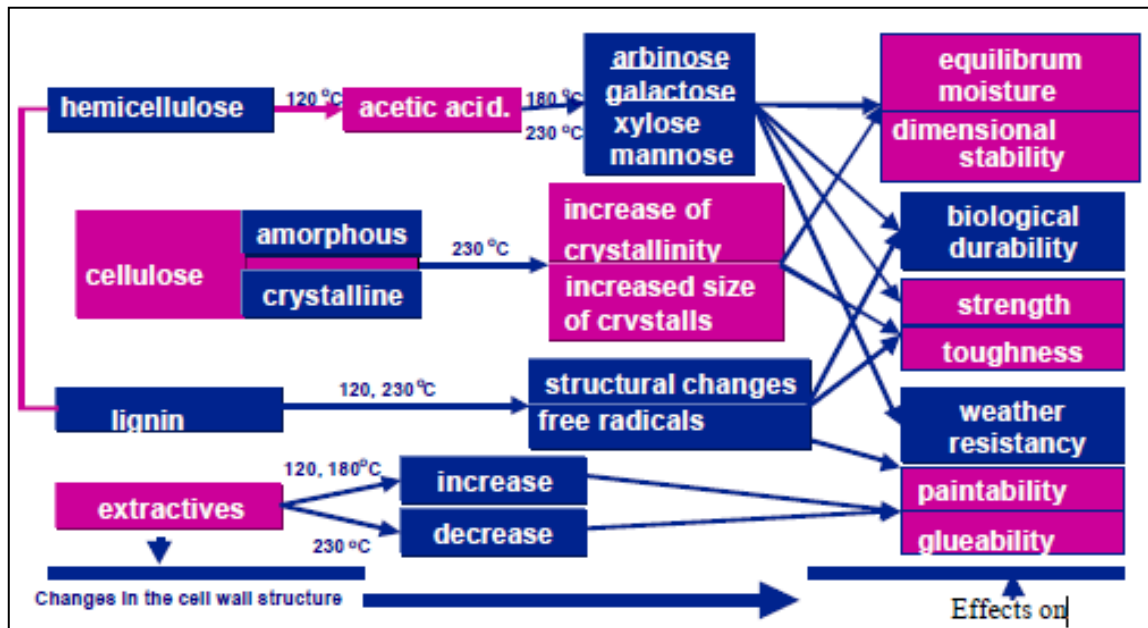 hemicellulose
120 °C
acetic acid.
180 °C
230 °C
arbinose
galactose
xylose
mannose
equilibrum
moisture
dimensional
stability
cellulose
amorphous
crystalline
230 °C
increase of
crystallinity
increased size
of crystalls
biological
durability
strength
toughness
lignin
120, 230°C
structural changes
free radicals
weather
resistancy
extractives
120, 180°C
230 °C
increase
decrease
paintability
glueability
Changes in the cell wall structure
Effects on